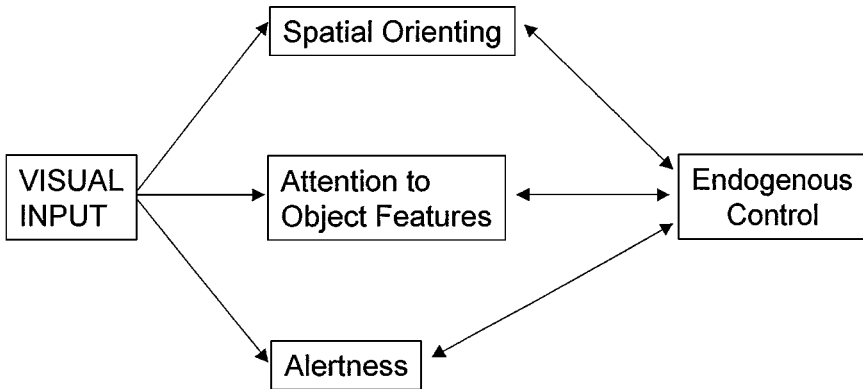 Spatial Orienting
VISUAL
INPUT
Attention to
Object Features
Endogenous
Control
Alertness